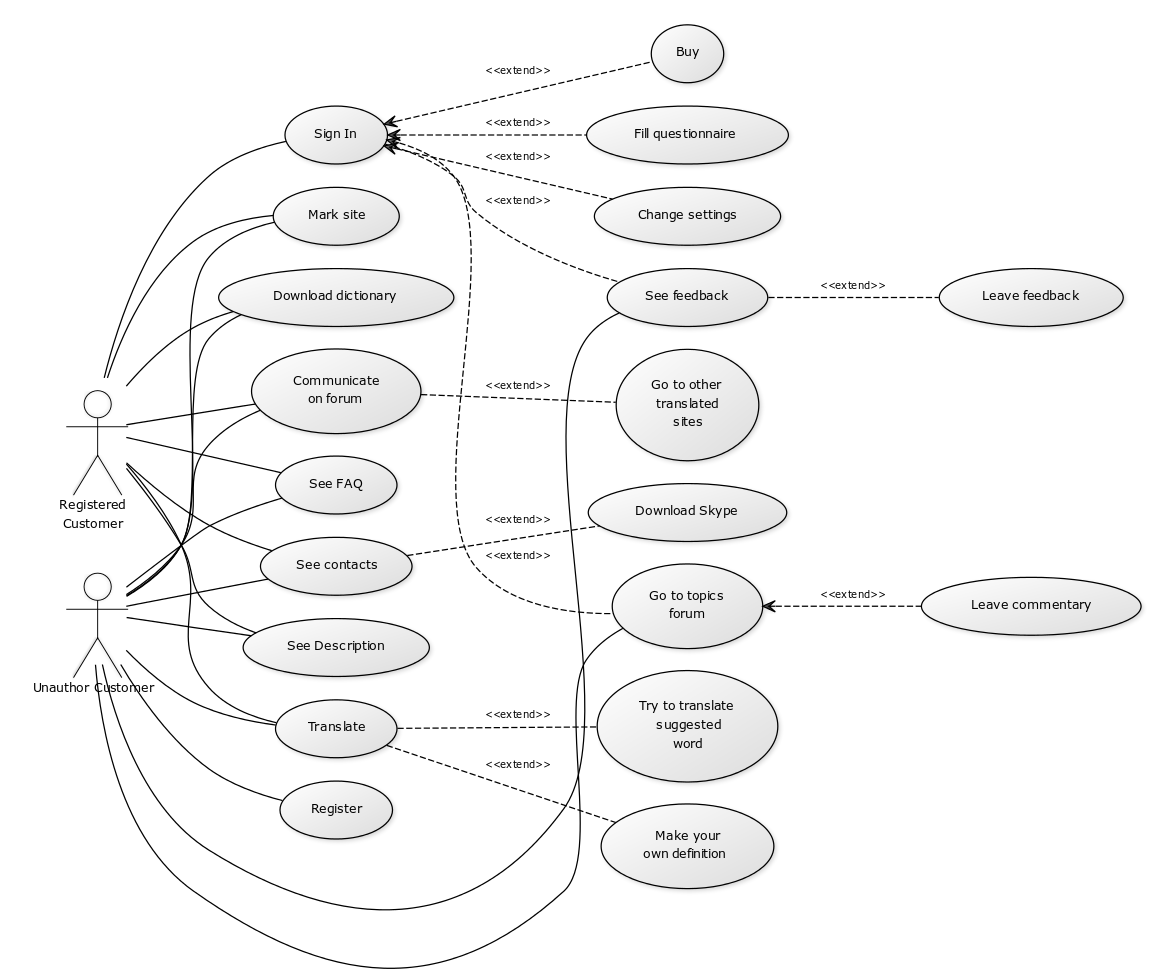 Buy
<<extend>>
Sign In
<<extend>>
Fill questionnaire
<<extend>>
<<extend>>
Mark site
Change settings
Download dictionary
See feedback
<<extend>>
Leave feedback
Communicate
on forum
<<extend>>
Go to other
translated
sites
Registered
Customer
See FAQ
Download Skype
<<extend>>
See contacts
<<extend>>
Go to topics
forum
<<extend>>
Leave commentary
See Description
Unauthor Customer
Translate
<<extend>>
Try to translate
suggested
word
<<extend>>
Register
Make your
own definition